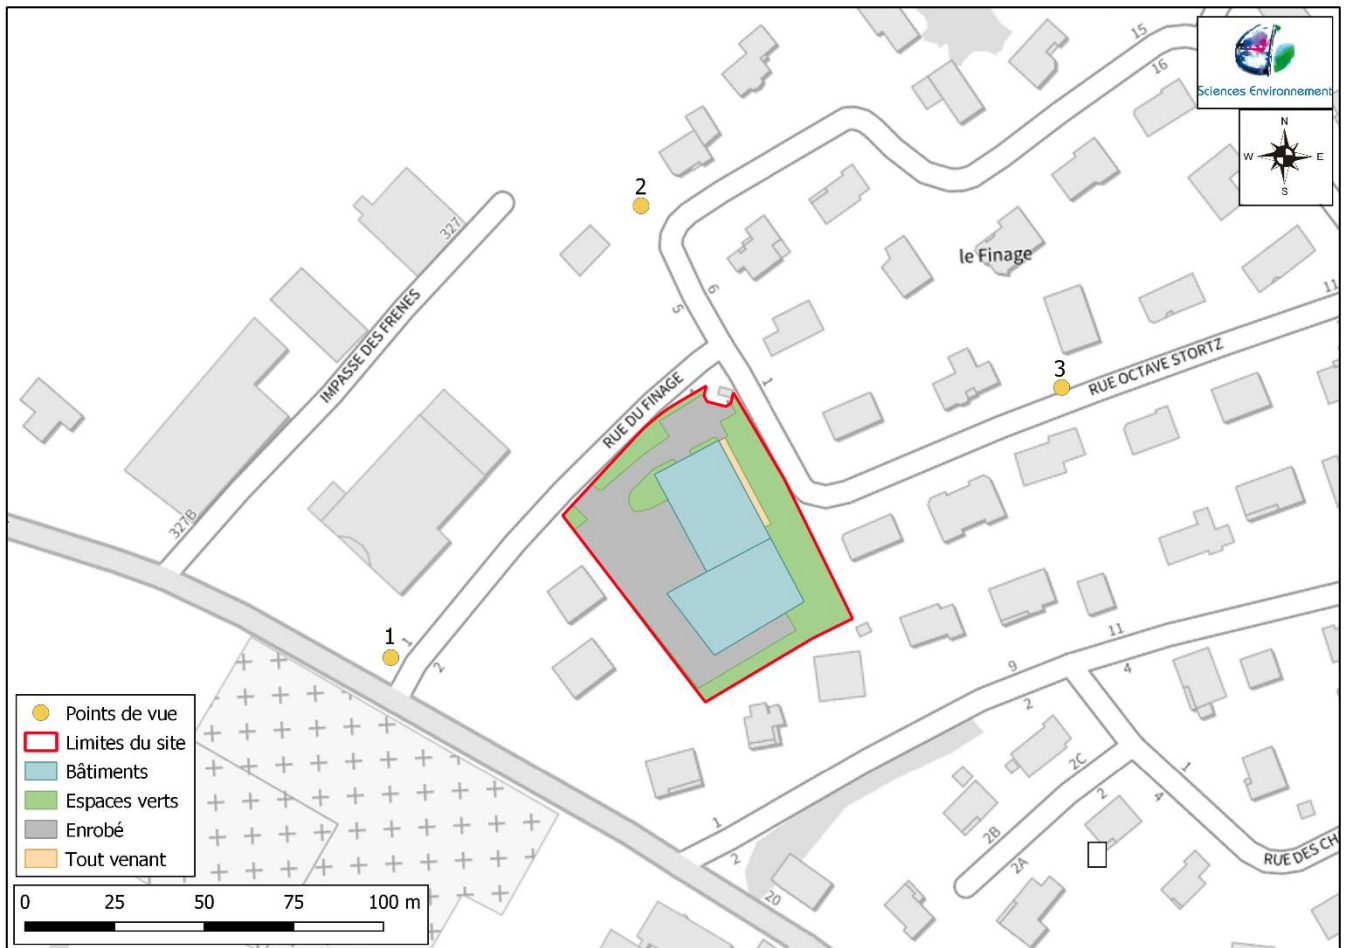 15
16
Sciences Environnement
N
W E
S
2
327
le Finage
6
5
11
IMPASSE DES FRENES
3
RUE OCTAVE STORTZ
1
RUE DU FINAGE
327B
1
1
2
11
9
4
2
Points de vue
Limites du site
Bâtiments
Espaces verts
Enrobé
Tout venant
2C
1
2
4
1
2
2B
2A
RUE DES CH
20
0 25 50 75 100 m